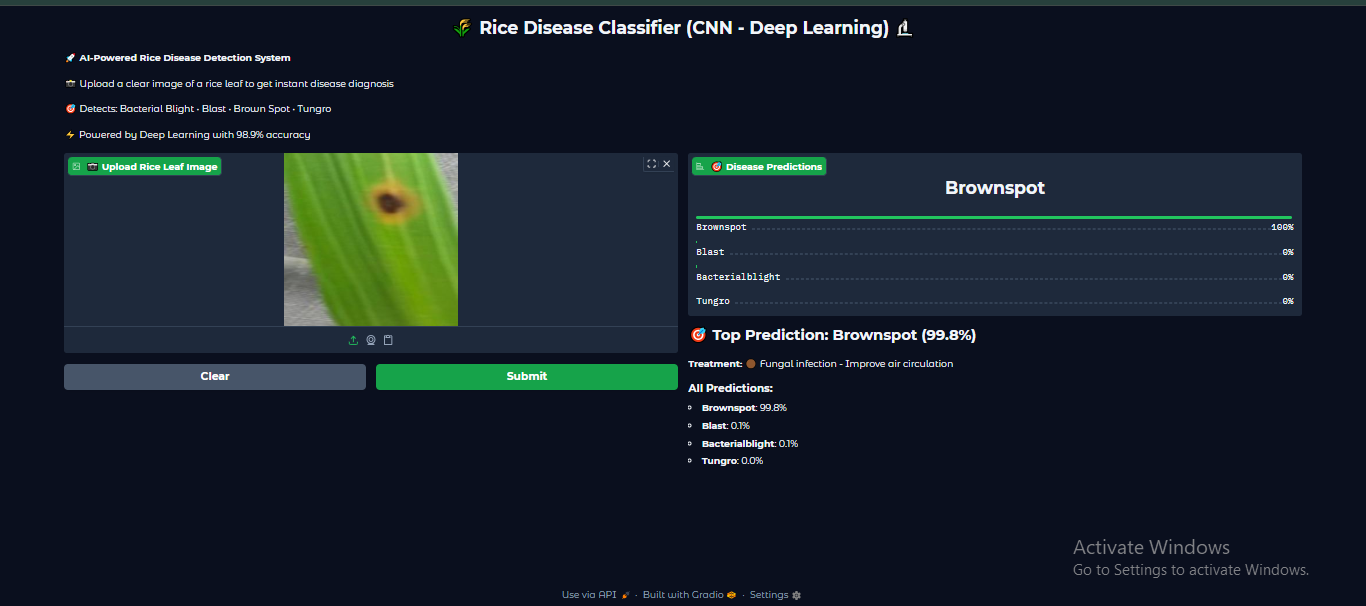 Rice Disease Classifier (CNN - Deep Learning)
AI-Powered Rice Disease Detection System
Upload a clear image of a rice leaf to get instant disease diagnosis
Detects: Bacterial Blight • Blast • Brown Spot • Tungro
Powered by Deep Learning with 98.9% accuracy
Upload Rice Leaf Image
Clear
Submit
Disease Predictions
Brownspot
Brownspot 100%
Blast 0%
Bacterialblight 0%
Tungro 0%
Top Prediction: Brownspot (99.8%)
Treatment: Fungal infection - Improve air circulation
All Predictions:
Brownspot: 99.8%
Blast: 0.1%
Bacterialblight: 0.1%
Tungro: 0.0%
Activate Windows
Go to Settings to activate Windows.
Use via API · Built with Gradio · Settings